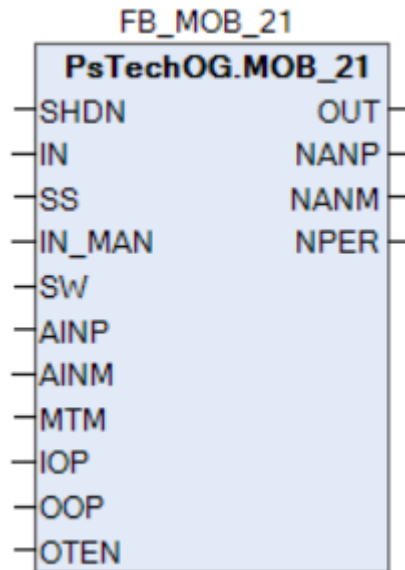 FB_MOB_21
PsTechOG.MOB_21
SHDN OUT
IN NANP
SS NANM
IN_MAN NPER
SW
AINP
AINM
MTM
IOP
OOP
OTEN